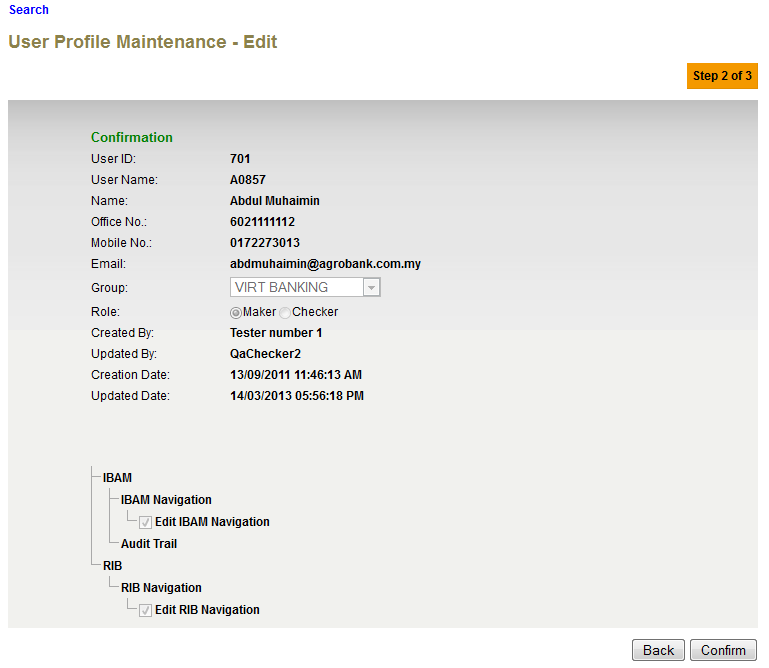 Search
User Profile Maintenance - Edit
Step 2 of 3
Confirmation
User ID: 701
User Name: A0857
Name: Abdul Muhaimin
Office No.: 6021111112
Mobile No.: 0172273013
Email: abdmuhaimin@agrobank.com.my
Group: VIRT BANKING
Role: Maker Checker
Created By: Tester number 1
Updated By: QaChecker2
Creation Date: 13/09/2011 11:46:13 AM
Updated Date: 14/03/2013 05:56:18 PM
IBAM
IBAM Navigation
Edit IBAM Navigation
Audit Trail
RIB
RIB Navigation
Edit RIB Navigation
Back Confirm